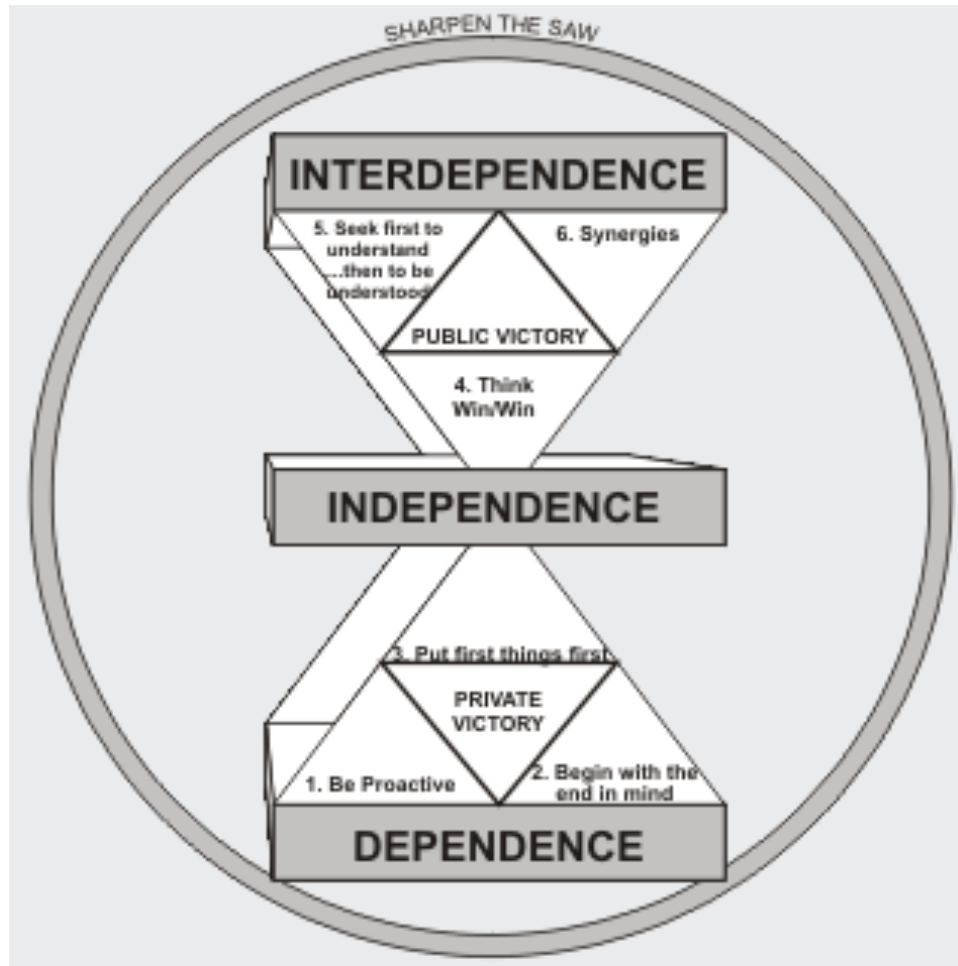 SHARPEN THE SAW
INTERDEPENDENCE
5. Seek first to
understand
...then to be
understood
6. Synergies
PUBLIC VICTORY
4. Think
Win/Win
INDEPENDENCE
3. Put first things first
PRIVATE
VICTORY
1. Be Proactive
2. Begin with the
end in mind
DEPENDENCE